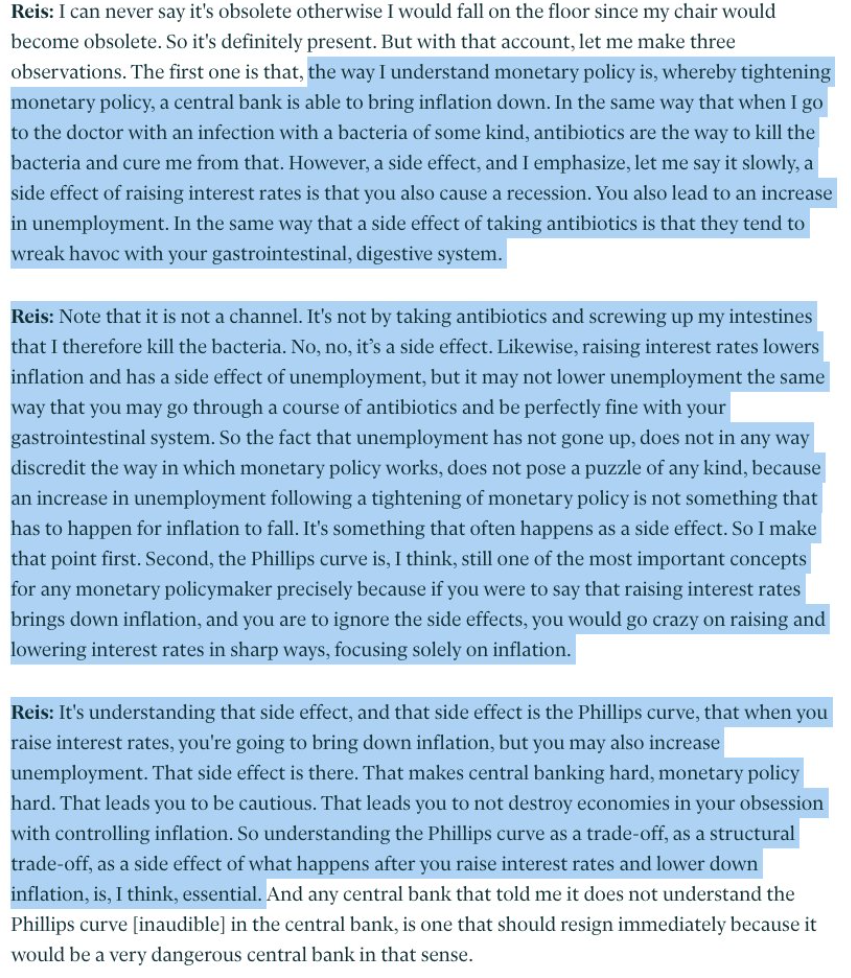 Reis: I can never say it's obsolete otherwise I would fall on the floor since my chair would
become obsolete. So it's definitely present. But with that account, let me make three
observations. The first one is that, the way I understand monetary policy is, whereby tightening
monetary policy, a central bank is able to bring inflation down. In the same way that when I go
to the doctor with an infection with a bacteria of some kind, antibiotics are the way to kill the
bacteria and cure me from that. However, a side effect, and I emphasize, let me say it slowly, a
side effect of raising interest rates is that you also cause a recession. You also lead to an increase
in unemployment. In the same way that a side effect of taking antibiotics is that they tend to
wreak havoc with your gastrointestinal, digestive system.
Reis: Note that it is not a channel. It's not by taking antibiotics and screwing up my intestines
that I therefore kill the bacteria. No, no, it’s a side effect. Likewise, raising interest rates lowers
inflation and has a side effect of unemployment, but it may not lower unemployment the same
way that you may go through a course of antibiotics and be perfectly fine with your
gastrointestinal system. So the fact that unemployment has not gone up, does not in any way
discredit the way in which monetary policy works, does not pose a puzzle of any kind, because
an increase in unemployment following a tightening of monetary policy is not something that
has to happen for inflation to fall. It's something that often happens as a side effect. So I make
that point first. Second, the Phillips curve is, I think, still one of the most important concepts
for any monetary policymaker precisely because if you were to say that raising interest rates
brings down inflation, and you are to ignore the side effects, you would go crazy on raising and
lowering interest rates in sharp ways, focusing solely on inflation.
Reis: It's understanding that side effect, and that side effect is the Phillips curve, that when you
raise interest rates, you're going to bring down inflation, but you may also increase
unemployment. That side effect is there. That makes central banking hard, monetary policy
hard. That leads you to be cautious. That leads you to not destroy economies in your obsession
with controlling inflation. So understanding the Phillips curve as a trade-off, as a structural
trade-off, as a side effect of what happens after you raise interest rates and lower down
inflation, is, I think, essential. And any central bank that told me it does not understand the
Phillips curve [inaudible] in the central bank, is one that should resign immediately because it
would be a very dangerous central bank in that sense.